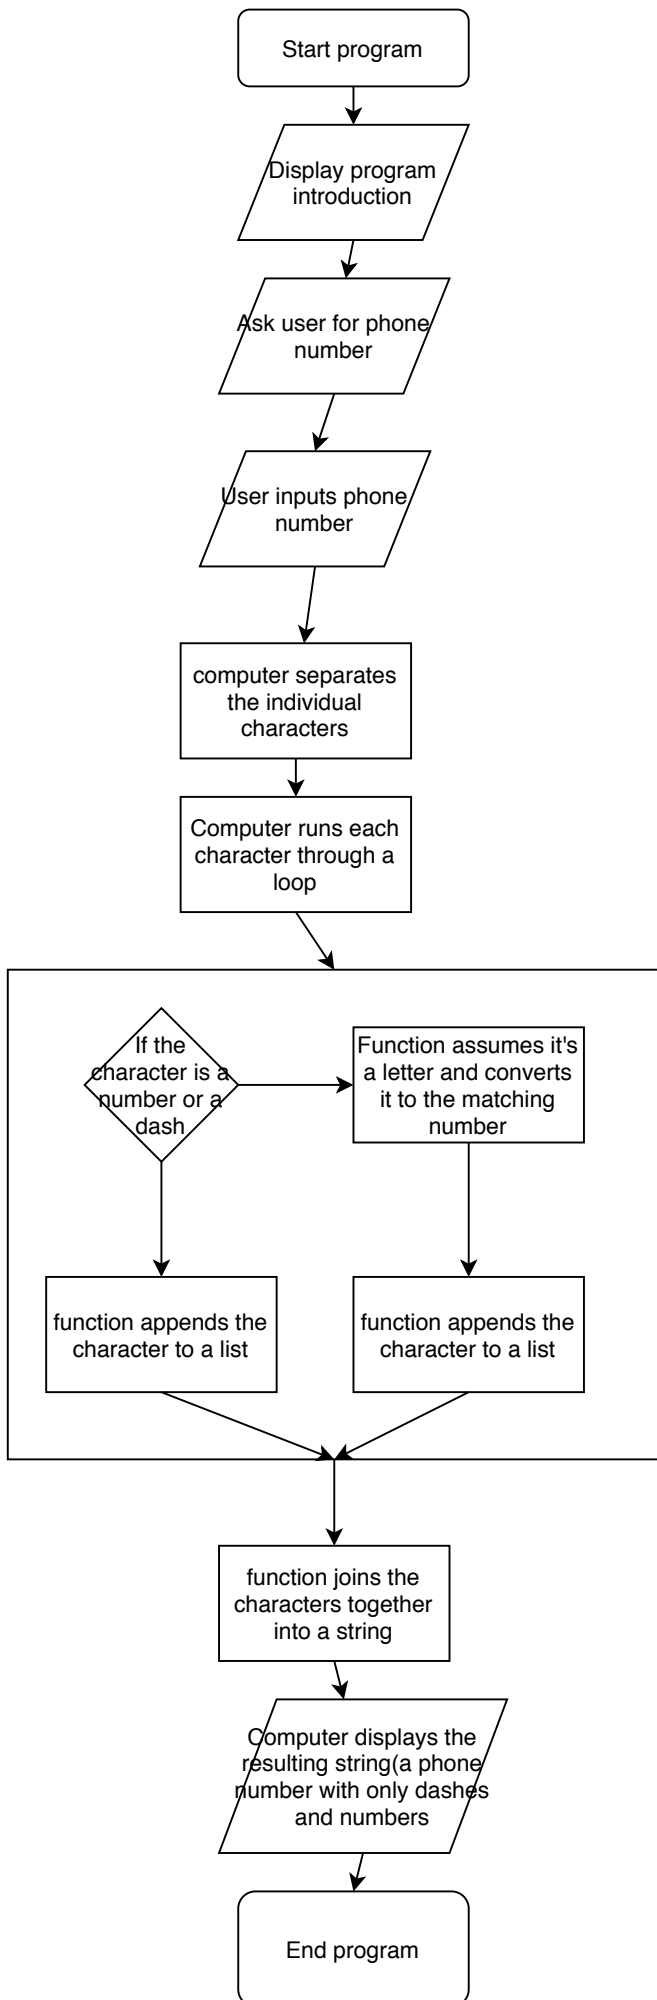 Start program
Display program
introduction
Ask user for phone
number
User inputs phone
number
computer separates
the individual
characters
Computer runs each
character through a
loop
If the
character is a
number or a
dash
Function assumes it's
a letter and converts
it to the matching
number
function appends the
character to a list
function appends the
character to a list
function joins the
characters together
into a string
Computer displays the
resulting string(a phone
number with only dashes
and numbers
End program